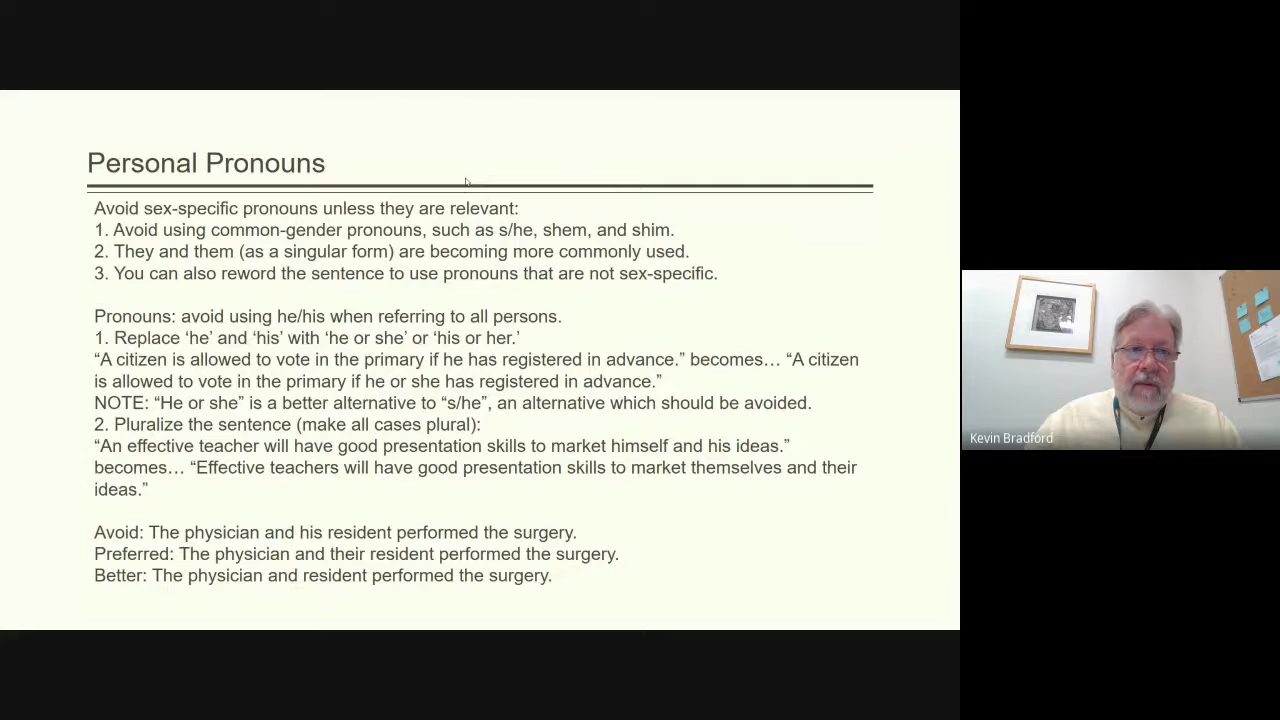 Personal Pronouns
Avoid sex-specific pronouns unless they are relevant:
1. Avoid using common-gender pronouns, such as s/he, shem, and shim.
2. They and them (as a singular form) are becoming more commonly used.
3. You can also reword the sentence to use pronouns that are not sex-specific.
Pronouns: avoid using he/his when referring to all persons.
1. Replace ‘he’ and ‘his’ with ‘he or she’ or ‘his or her.’
“A citizen is allowed to vote in the primary if he has registered in advance.” becomes… “A citizen
is allowed to vote in the primary if he or she has registered in advance.”
NOTE: “He or she” is a better alternative to “s/he”, an alternative which should be avoided.
2. Pluralize the sentence (make all cases plural):
“An effective teacher will have good presentation skills to market himself and his ideas.”
becomes… “Effective teachers will have good presentation skills to market themselves and their
ideas.”
Avoid: The physician and his resident performed the surgery.
Preferred: The physician and their resident performed the surgery.
Better: The physician and resident performed the surgery.
Kevin Bradford